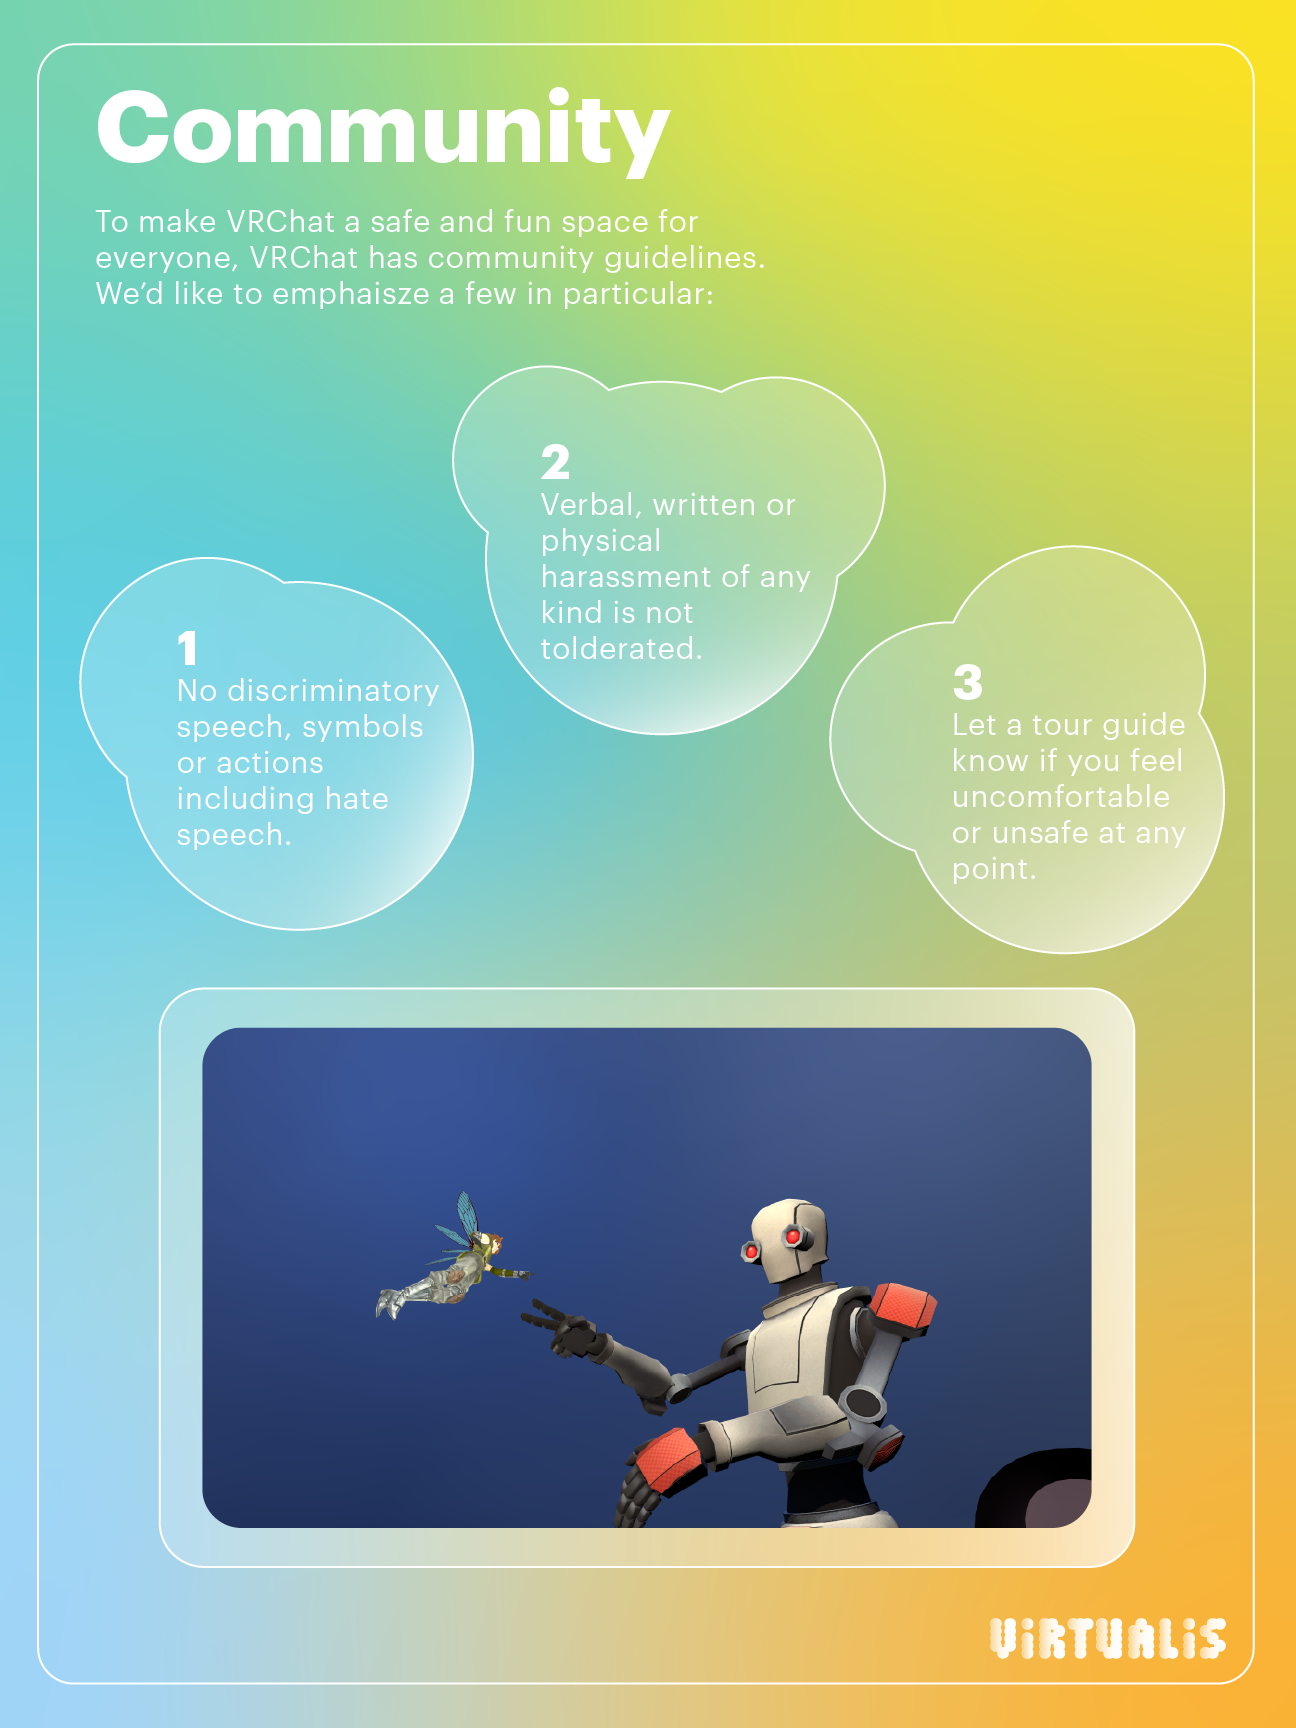 Community
To make VRChat a safe and fun space for
everyone, VRChat has community guidelines.
We’d like to emphaisze a few in particular:
1
No discriminatory
speech, symbols
or actions
including hate
speech.
2
Verbal, written or
physical
harassment of any
kind is not
tolderated.
3
Let a tour guide
know if you feel
uncomfortable
or unsafe at any
point.
ViRTUALiS